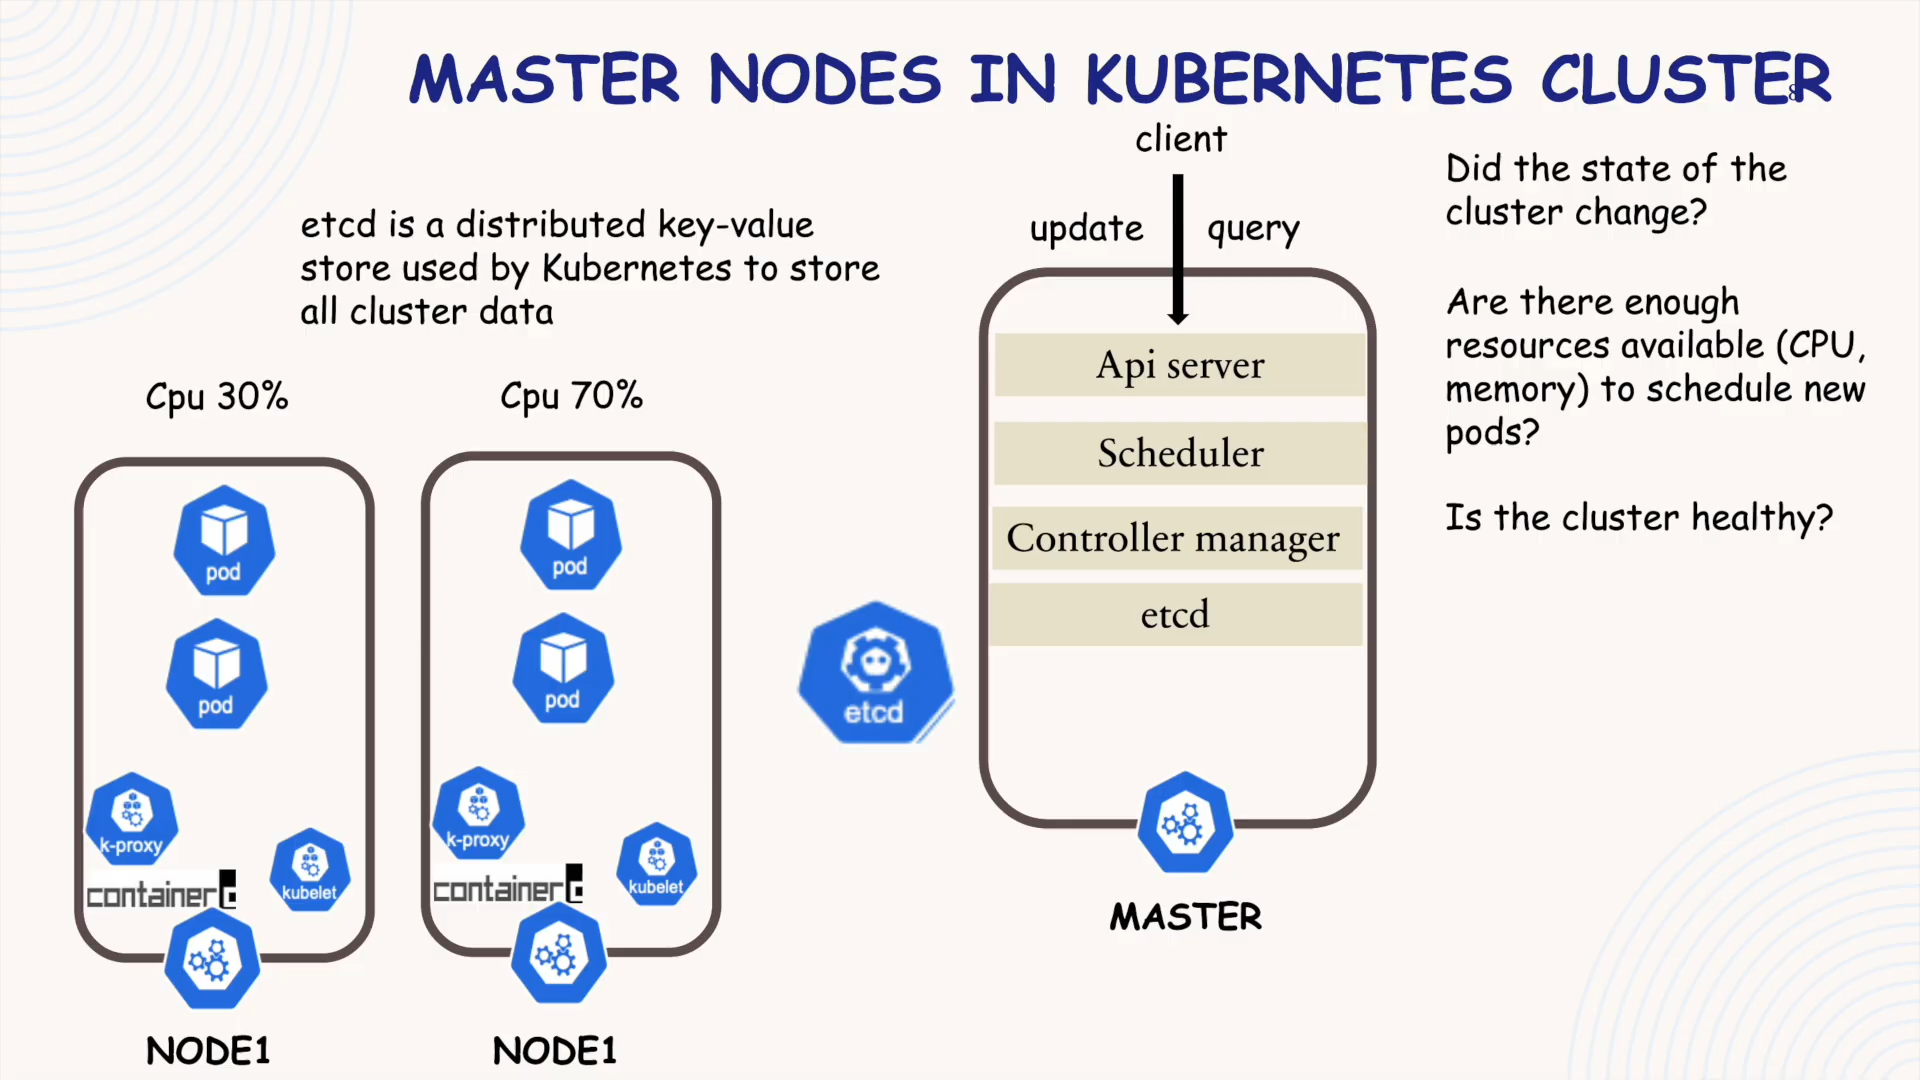 MASTER NODES IN KUBERNETES CLUSTER
8
client
update
query
Did the state of the
cluster change?
Are there enough
resources available (CPU,
memory) to schedule new
pods?
Is the cluster healthy?
etcd is a distributed key-value
store used by Kubernetes to store
all cluster data
Cpu 30%
Cpu 70%
Api server
Scheduler
Controller manager
etcd
pod
pod
pod
pod
etcd
k-proxy
kubelet
containerd
k-proxy
kubelet
containerd
MASTER
NODE1
NODE1